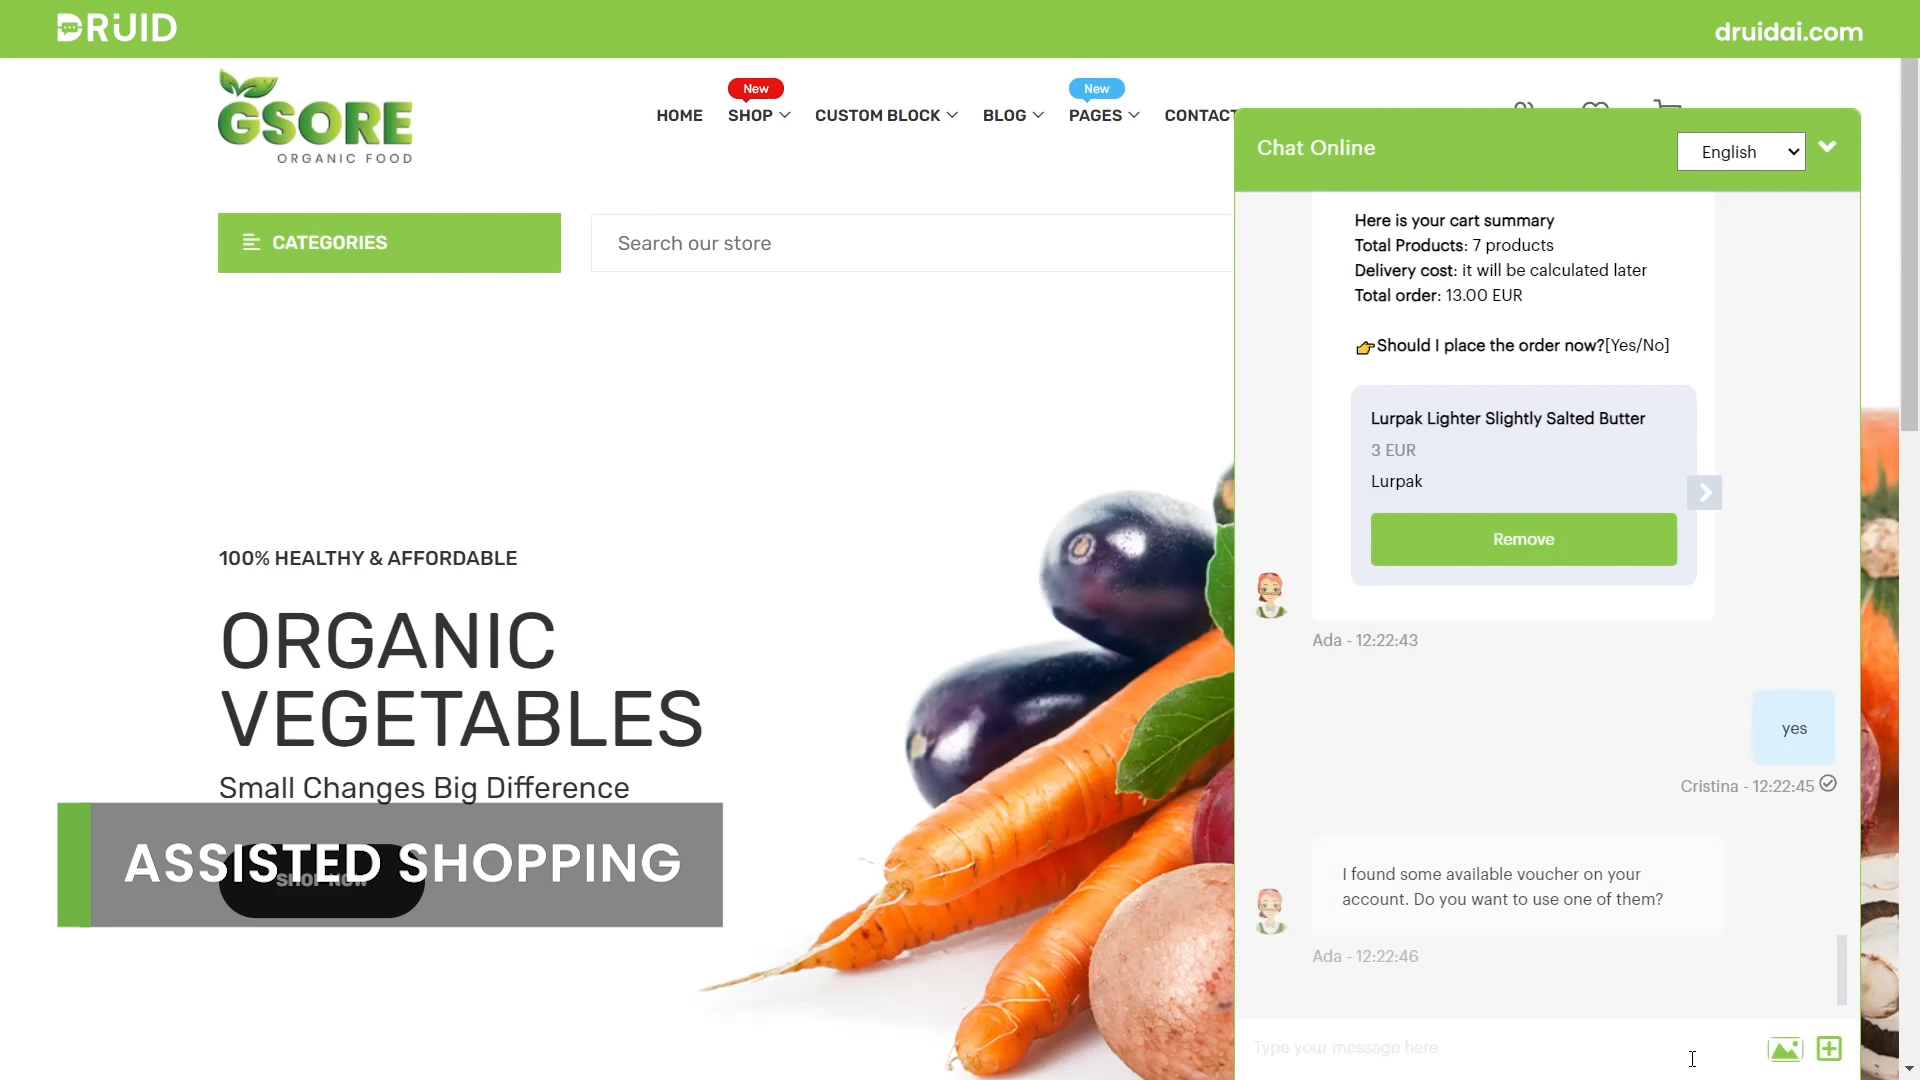 DRUID
druidai.com
GSORE
ORGANIC FOOD
HOME
New
SHOP
CUSTOM BLOCK
BLOG
New
PAGES
CONTACT
CATEGORIES
Search our store
100% HEALTHY & AFFORDABLE
ORGANIC
VEGETABLES
Small Changes Big Difference
SHOP NOW
ASSISTED SHOPPING
Chat Online
English
Here is your cart summary
Total Products: 7 products
Delivery cost: it will be calculated later
Total order: 13.00 EUR
👉Should I place the order now?[Yes/No]
Lurpak Lighter Slightly Salted Butter
3 EUR
Lurpak
Remove
Ada - 12:22:43
yes
Cristina - 12:22:45
I found some available voucher on your
account. Do you want to use one of them?
Ada - 12:22:46
Type your message here